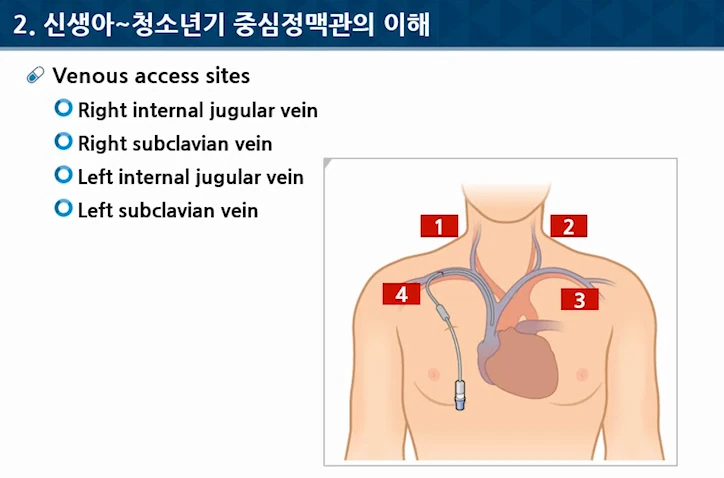 2. 신생아~청소년기 중심정맥관의 이해
Venous access sites
Right internal jugular vein
Right subclavian vein
Left internal jugular vein
Left subclavian vein
1
2
4
3